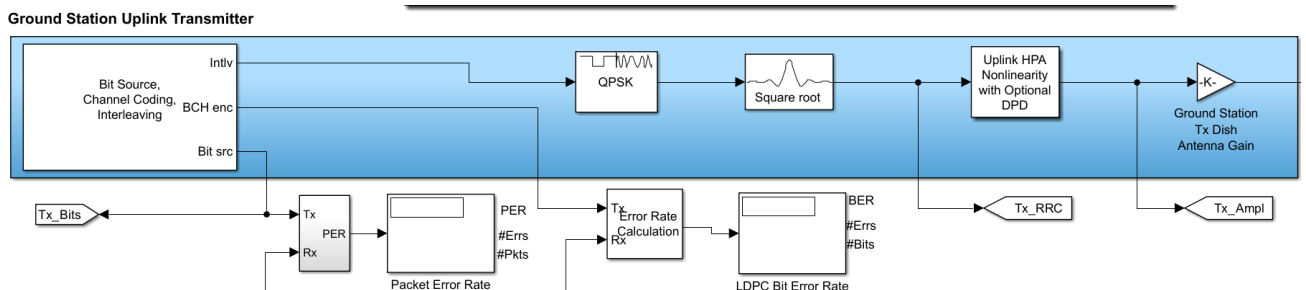 Ground Station Uplink Transmitter
Bit Source,
Channel Coding,
Interleaving
Intlv
BCH enc
Bit src
QPSK
Square root
Uplink HPA
Nonlinearity
with Optional
DPD
-K-
Ground Station
Tx Dish
Antenna Gain
Tx_Bits
Tx
PER
Rx
PER
#Errs
#Pkts
Packet Error Rate
Tx
Error Rate
Calculation
Rx
BER
#Errs
#Bits
LDPC Bit Error Rate
Tx_RRC
Tx_Ampl